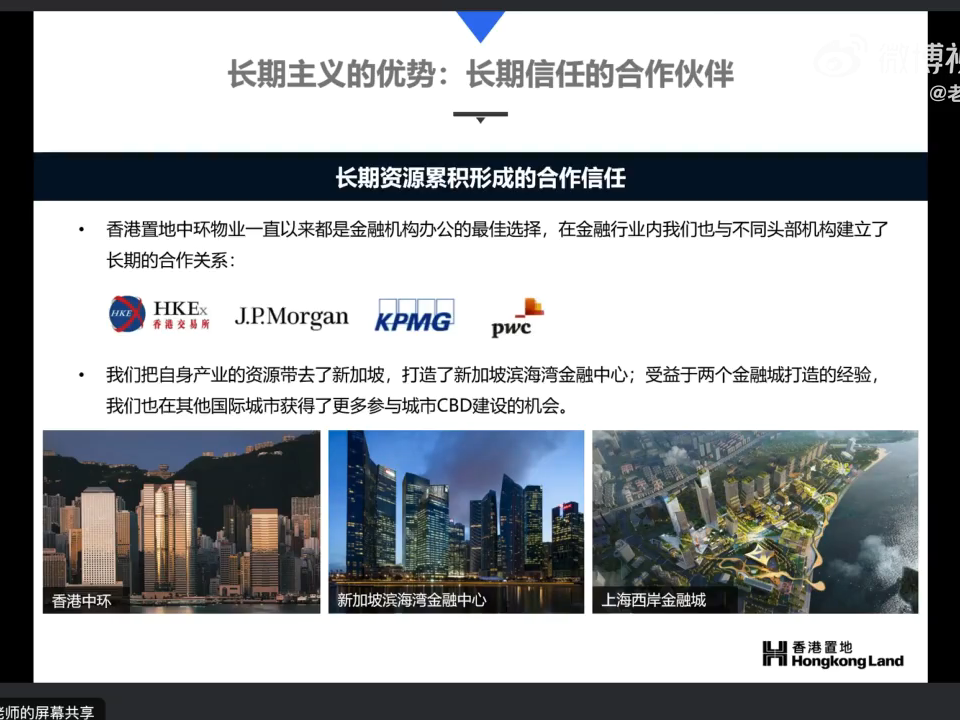 长期主义的优势：长期信任的合作伙伴
微博视
@老
长期资源累积形成的合作信任
• 香港置地中环物业一直以来都是金融机构办公的最佳选择，在金融行业内我们也与不同头部机构建立了
长期的合作关系：
HKEX HKEx
香港交易所
J.P.Morgan
KPMG
pwc
• 我们把自身产业的资源带去了新加坡，打造了新加坡滨海湾金融中心；受益于两个金融城打造的经验，
我们也在其他国际城市获得了更多参与城市CBD建设的机会。
香港中环
新加坡滨海湾金融中心
上海西岸金融城
香港置地
Hongkong Land
老师的屏幕共享